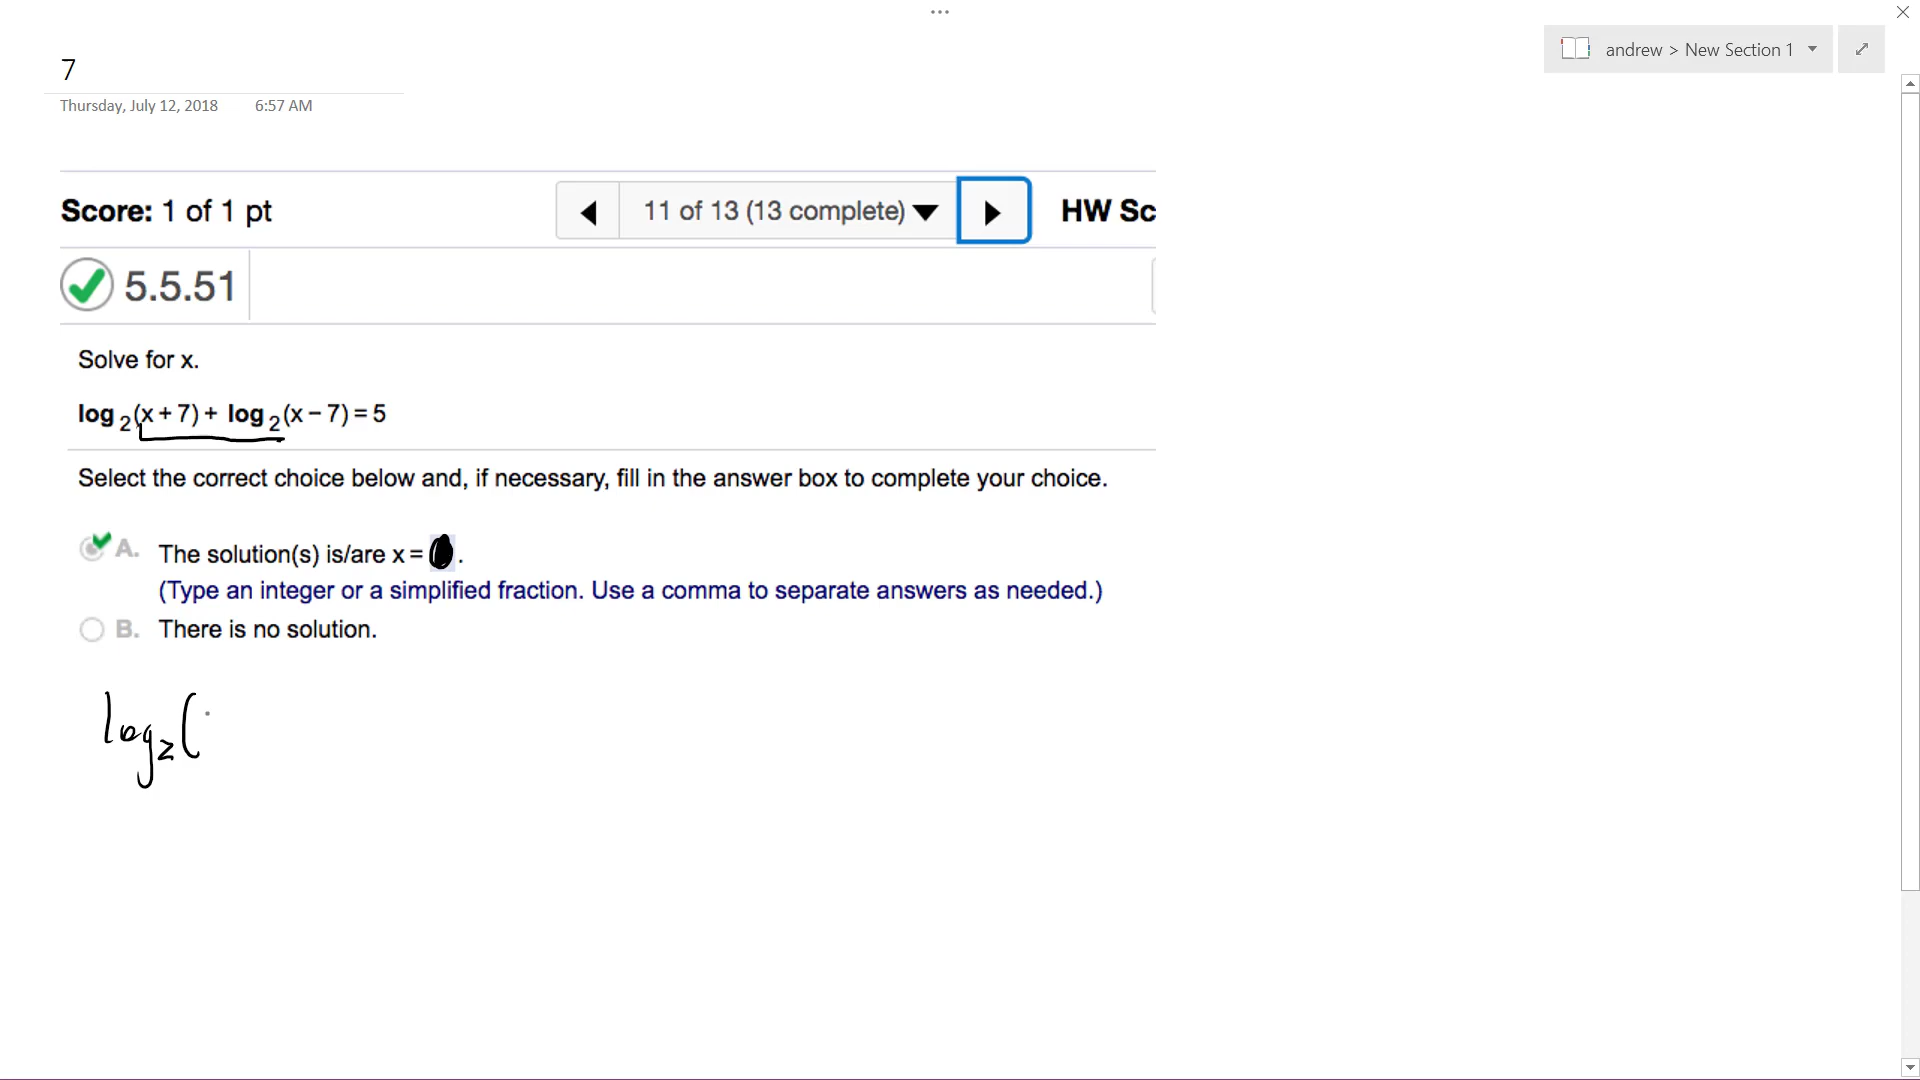 ...
andrew > New Section 1
7
Thursday, July 12, 2018 6:57 AM
Score: 1 of 1 pt 11 of 13 (13 complete) HW Sc
5.5.51
Solve for x.
log ₂(x + 7) + log ₂(x − 7) = 5
Select the correct choice below and, if necessary, fill in the answer box to complete your choice.
A. The solution(s) is/are x = .
(Type an integer or a simplified fraction. Use a comma to separate answers as needed.)
B. There is no solution.
log₂(